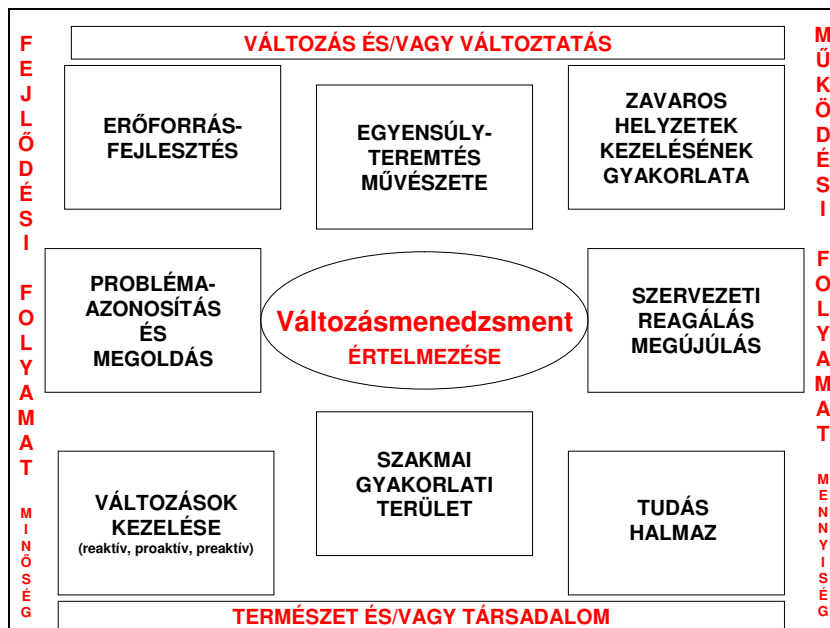 VÁLTOZÁS ÉS/VAGY VÁLTOZTATÁS
FEJLŐDÉSI FOLYAMAT MINŐSÉG
ERŐFORRÁS-
FEJLESZTÉS
EGYENSÚLY-
TEREMTÉS
MŰVÉSZETE
ZAVAROS
HELYZETEK
KEZELÉSÉNEK
GYAKORLATA
PROBLÉMA-
AZONOSÍTÁS
ÉS
MEGOLDÁS
Változásmenedzsment
ÉRTELMEZÉSE
SZERVEZETI
REAGÁLÁS
MEGÚJÚLÁS
VÁLTOZÁSOK
KEZELÉSE
(reaktív, proaktív, preaktív)
SZAKMAI
GYAKORLATI
TERÜLET
TUDÁS
HALMAZ
MŰKÖDÉSI FOLYAMAT MENNYISÉG
TERMÉSZET ÉS/VAGY TÁRSADALOM